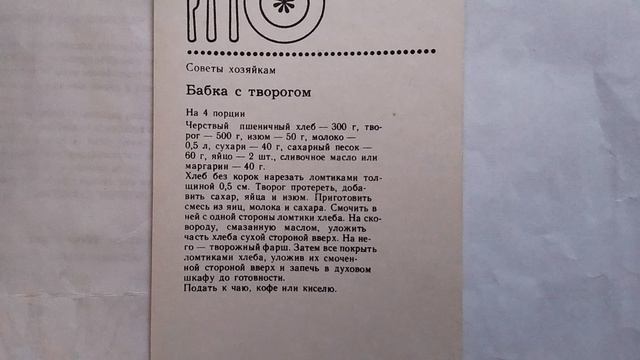 Советы хозяйкам
Бабка с творогом
На 4 порции
Черствый пшеничный хлеб — 300 г, тво-
рог — 500 г, изюм — 50 г, молоко —
0,5 л, сухари — 40 г, сахарный песок —
60 г, яйцо — 2 шт., сливочное масло или
маргарин — 40 г.
Хлеб без корок нарезать ломтиками тол-
щиной 0,5 см. Творог протереть, доба-
вить сахар, яйца и изюм. Приготовить
смесь из яиц, молока и сахара. Смочить в
ней с одной стороны ломтики хлеба. На ско-
вороду, смазанную маслом, уложить
часть хлеба сухой стороной вверх. На не-
го — творожный фарш. Затем все покрыть
ломтиками хлеба, уложив их смочен-
ной стороной вверх и запечь в духовом
шкафу до готовности.
Подать к чаю, кофе или киселю.